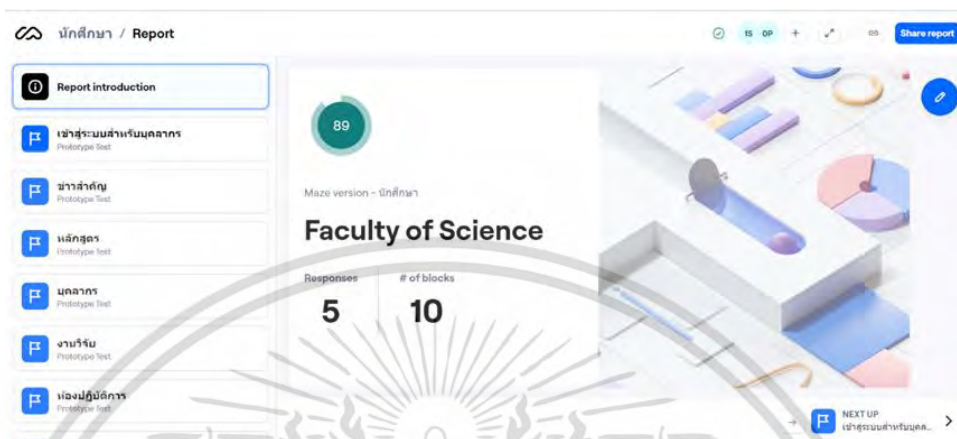 นักศึกษา / Report
IS OP +
Share report
Report introduction
เข้าสู่ระบบสำหรับบุคลากร
Prototype Test
ข่าวสำคัญ
Prototype Test
หลักสูตร
Prototype Test
บุคลากร
Prototype Test
งานวิจัย
Prototype Test
ห้องปฏิบัติการ
Prototype Test
89
Maze version - นักศึกษา
Faculty of Science
Responses
# of blocks
5
10
NEXT UP
เข้าสู่ระบบสำหรับบุคค...